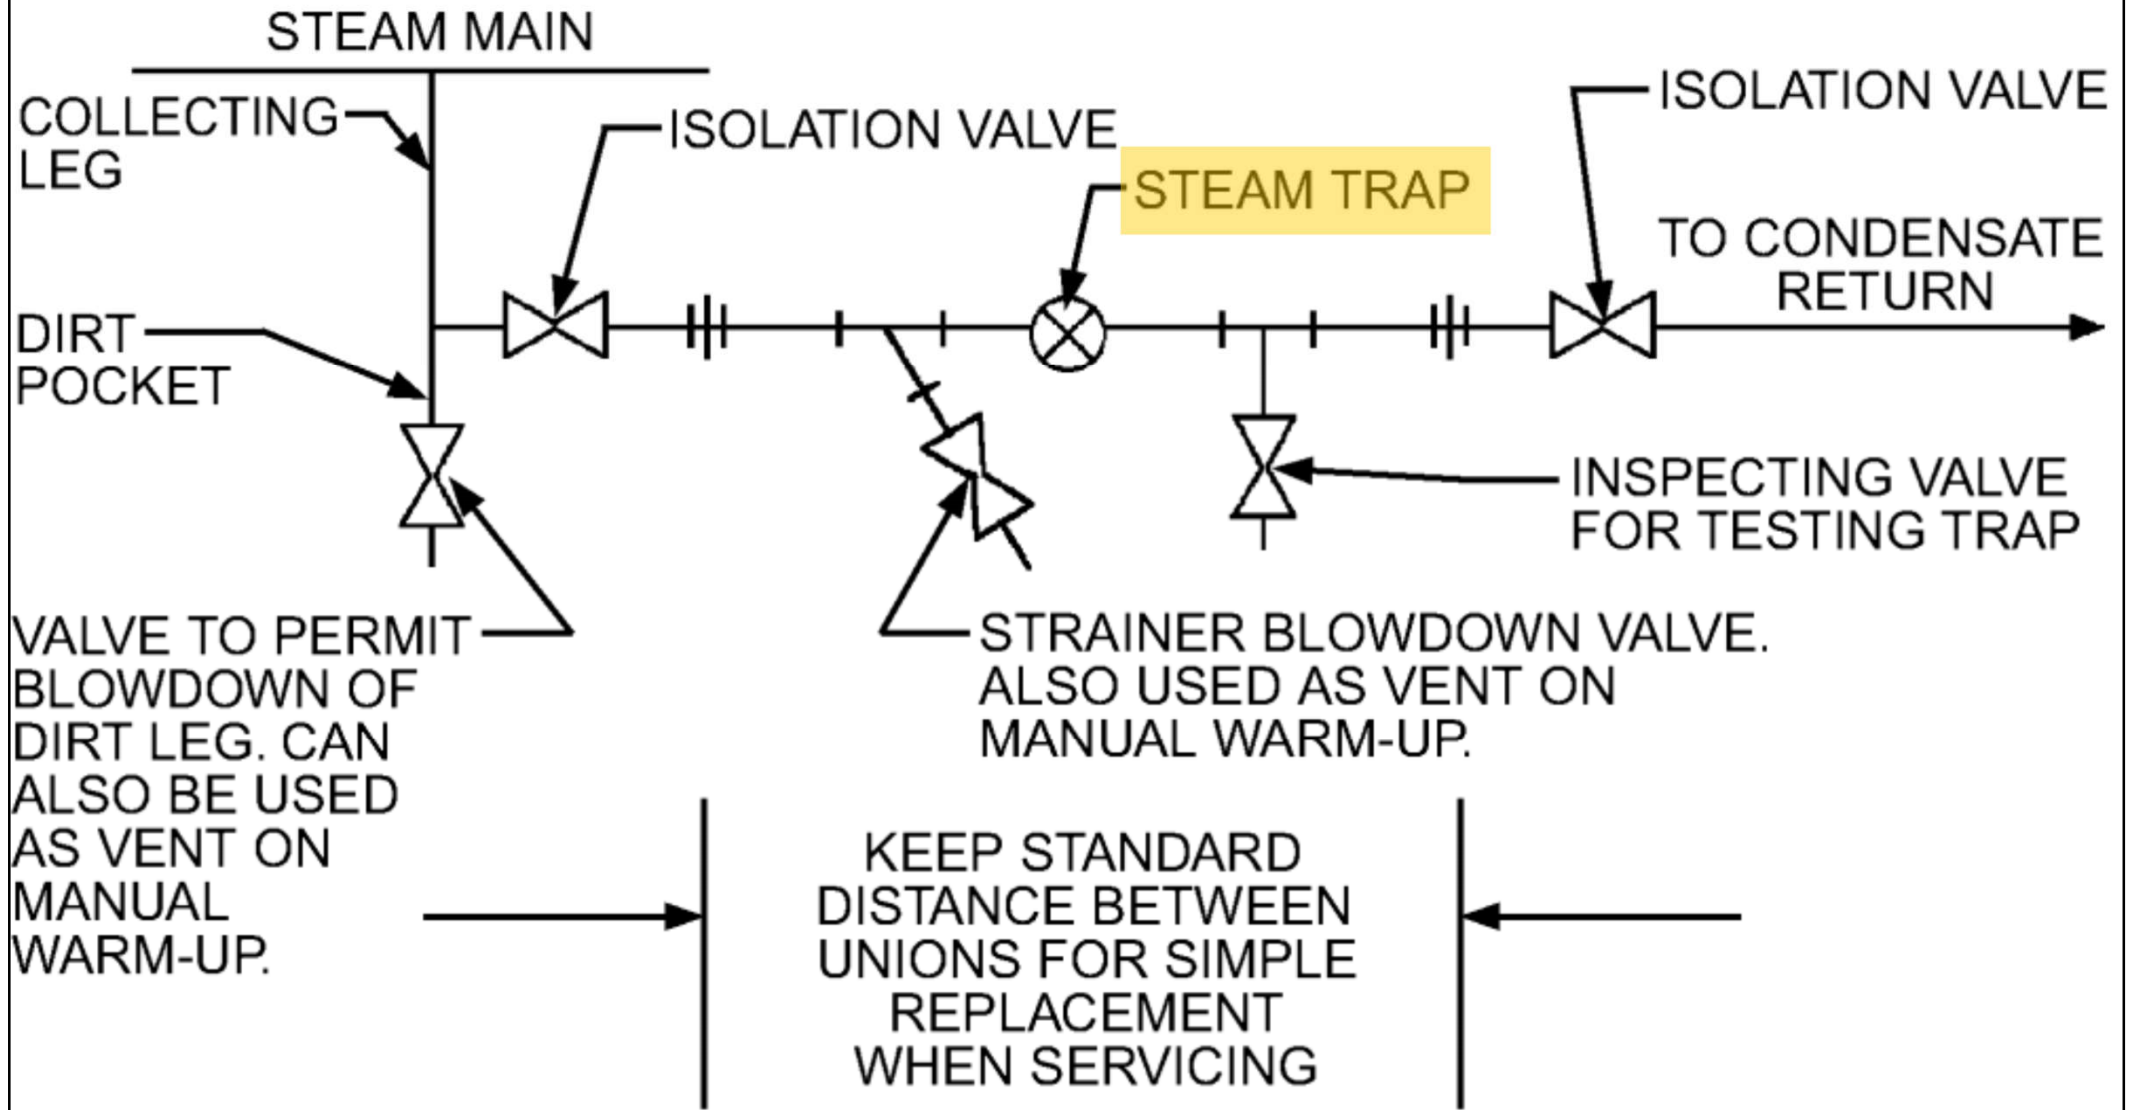 STEAM MAIN
COLLECTING
LEG
ISOLATION VALVE
STEAM TRAP
ISOLATION VALVE
TO CONDENSATE
RETURN
DIRT
POCKET
INSPECTING VALVE
FOR TESTING TRAP
VALVE TO PERMIT
BLOWDOWN OF
DIRT LEG. CAN
ALSO BE USED
AS VENT ON
MANUAL
WARM-UP.
STRAINER BLOWDOWN VALVE.
ALSO USED AS VENT ON
MANUAL WARM-UP.
KEEP STANDARD
DISTANCE BETWEEN
UNIONS FOR SIMPLE
REPLACEMENT
WHEN SERVICING